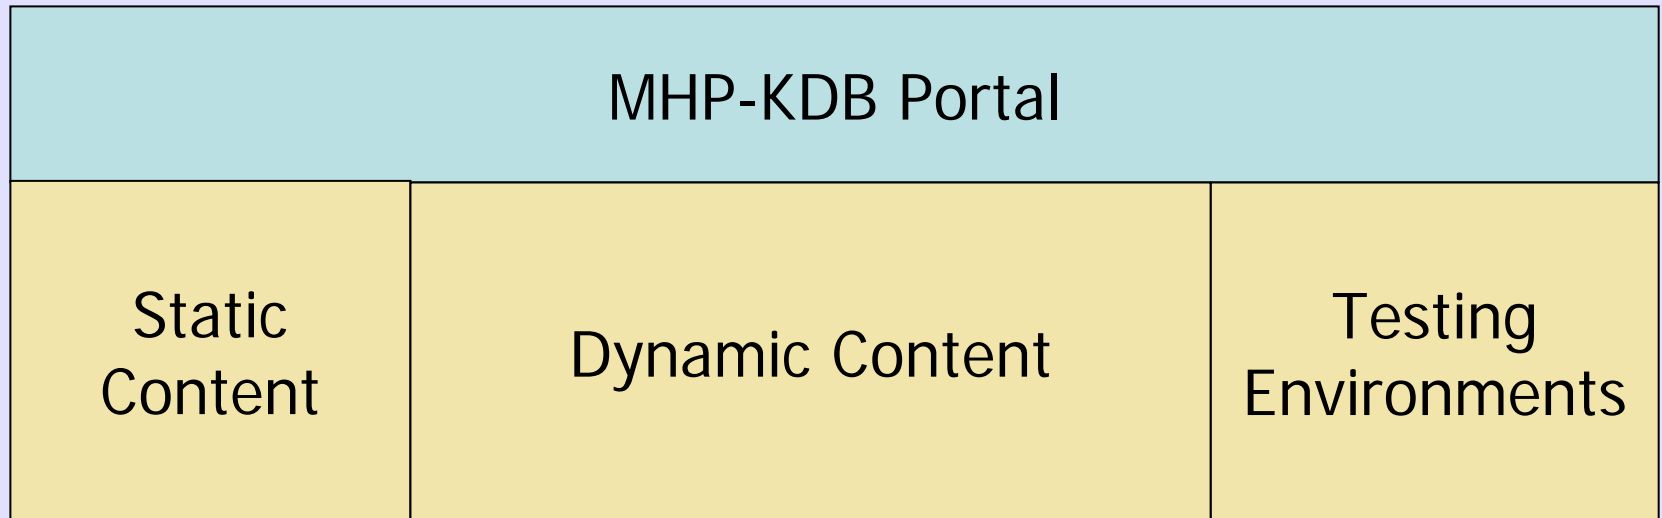 MHP-KDB Portal
Static
Content
Dynamic Content
Testing
Environments